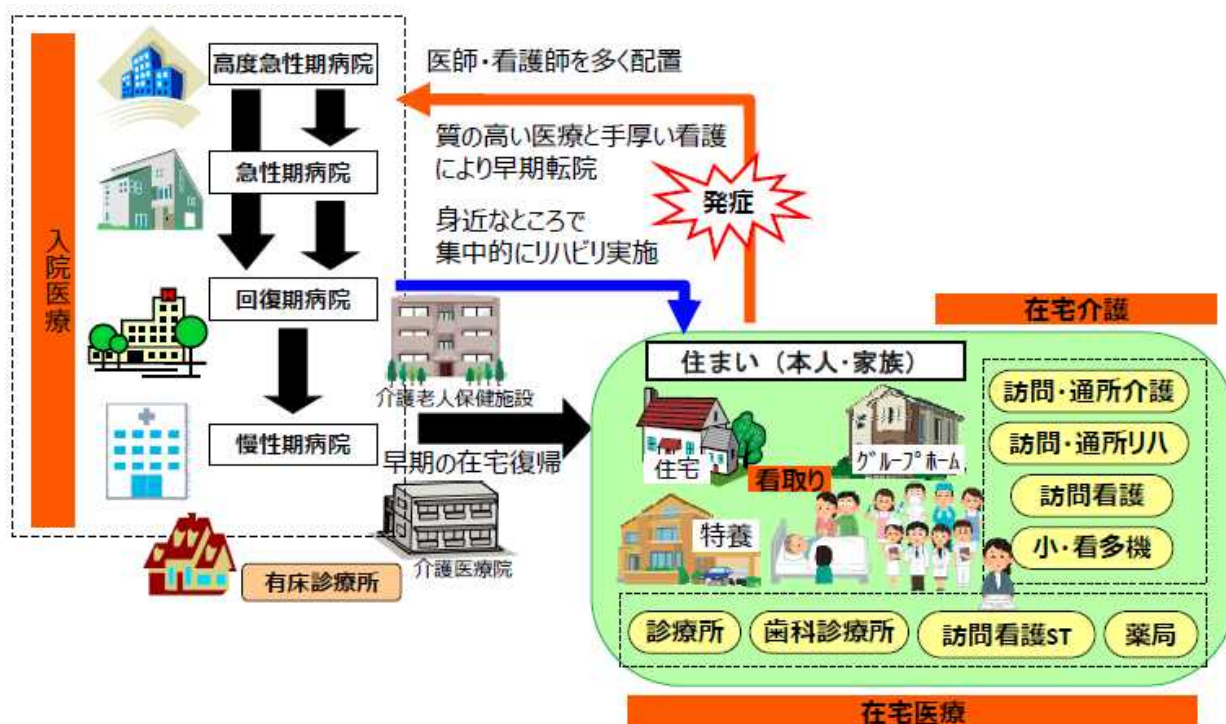 入院医療
高度急性期病院
急性期病院
回復期病院
慢性期病院
有床診療所
医師・看護師を多く配置
質の高い医療と手厚い看護
により早期転院
身近なところで
集中的にリハビリ実施
発症
介護老人保健施設
早期の在宅復帰
介護医療院
在宅介護
住まい（本人・家族）
住宅
グループホーム
看取り
特養
訪問・通所介護
訪問・通所リハ
訪問看護
小・看多機
診療所
歯科診療所
訪問看護ST
薬局
在宅医療